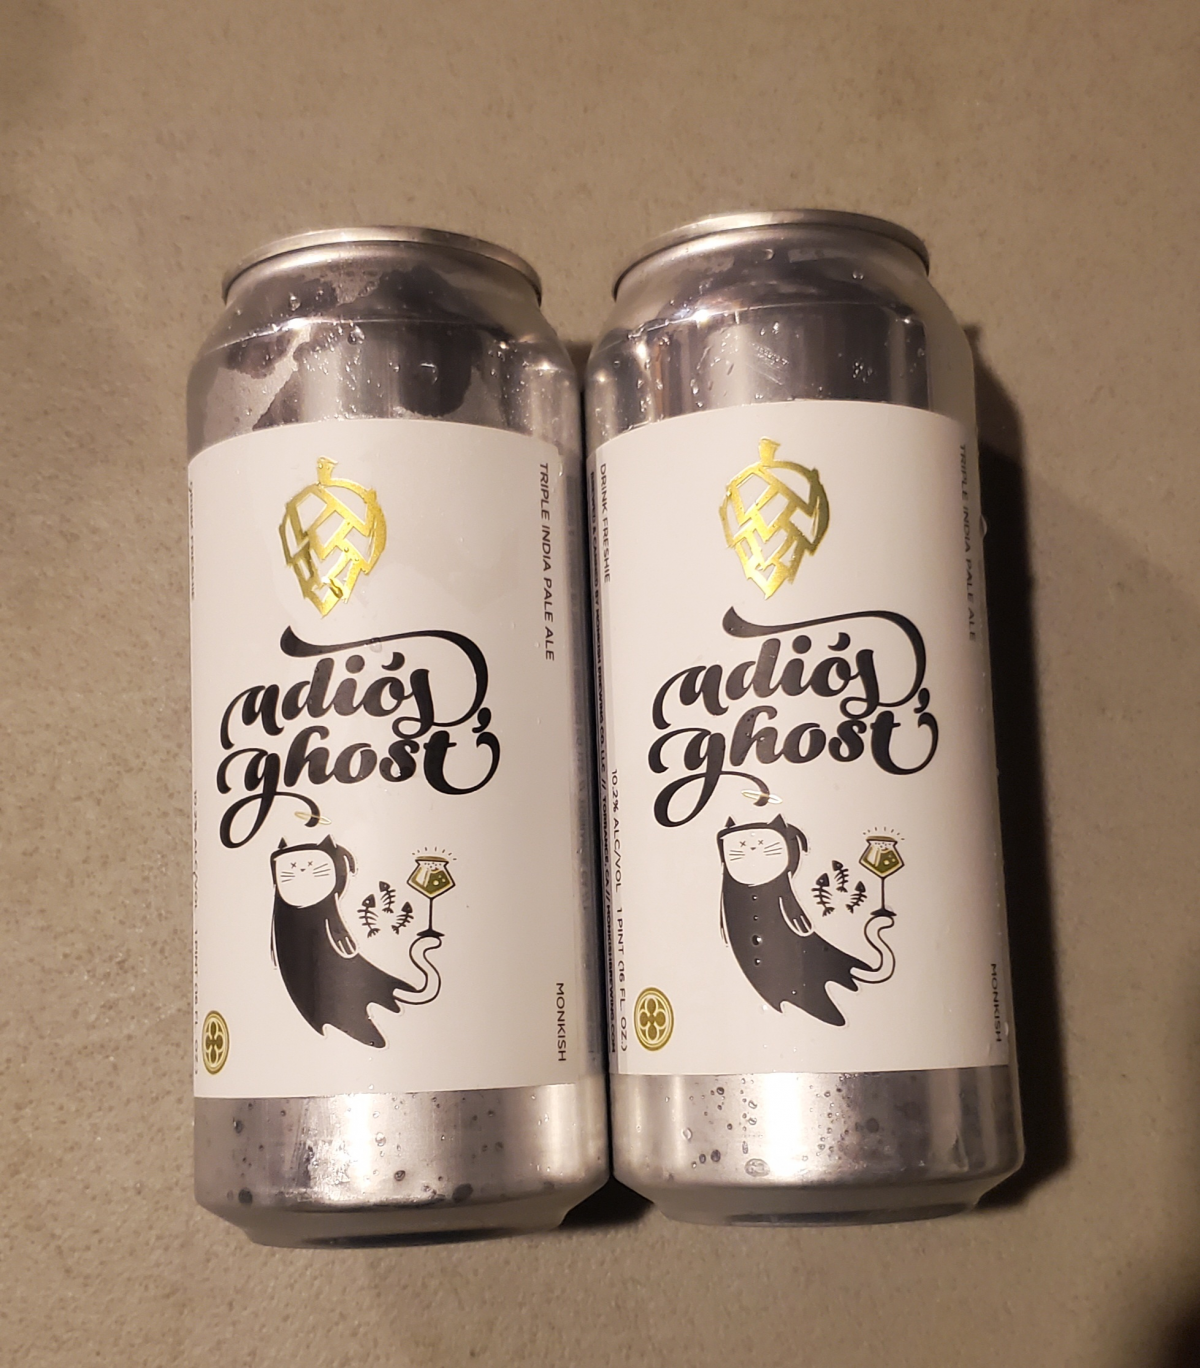 TRIPLE INDIA PALE ALE
adiós,
ghost
MONKISH
DRINK FRESHIE
TRIPLE INDIA PALE ALE
adiós,
ghost
10.2% ALC/VOL 1 PINT (16 FL. OZ.)
MONKISH